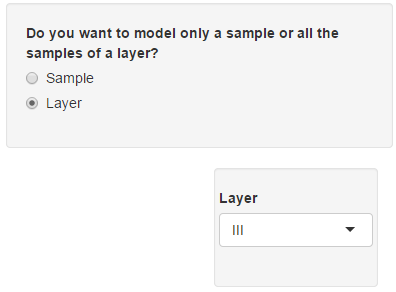 Do you want to model only a sample or all the
samples of a layer?
Sample
Layer
Layer
III